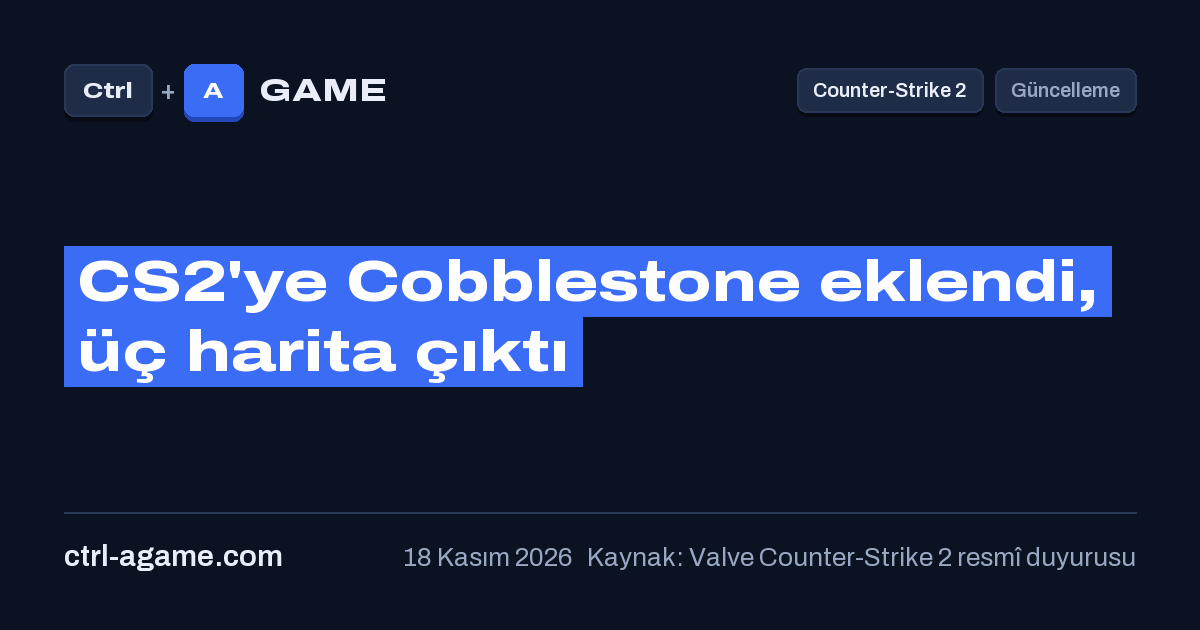 Ctrl + A GAME
Counter-Strike 2 Güncelleme
CS2'ye Cobblestone eklendi,
üç harita çıktı
ctrl-agame.com
18 Kasım 2026 Kaynak: Valve Counter-Strike 2 resmî duyurusu